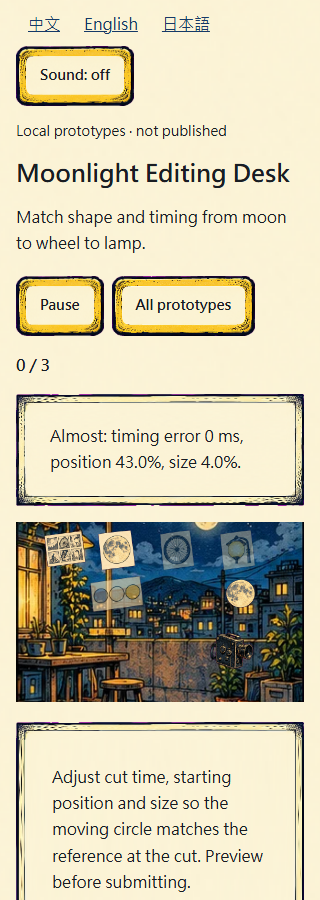 中文 English 日本語
Sound: off
Local prototypes · not published
Moonlight Editing Desk
Match shape and timing from moon
to wheel to lamp.
Pause All prototypes
0 / 3
Almost: timing error 0 ms,
position 43.0%, size 4.0%.
Adjust cut time, starting
position and size so the
moving circle matches the
reference at the cut. Preview
before submitting.